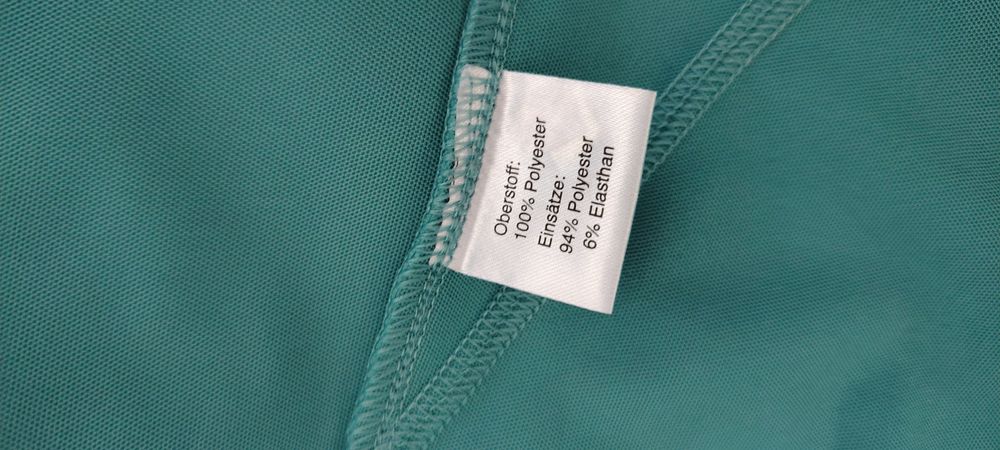 Oberstoff:
100% Polyester
Einsätze:
94% Polyester
6% Elasthan